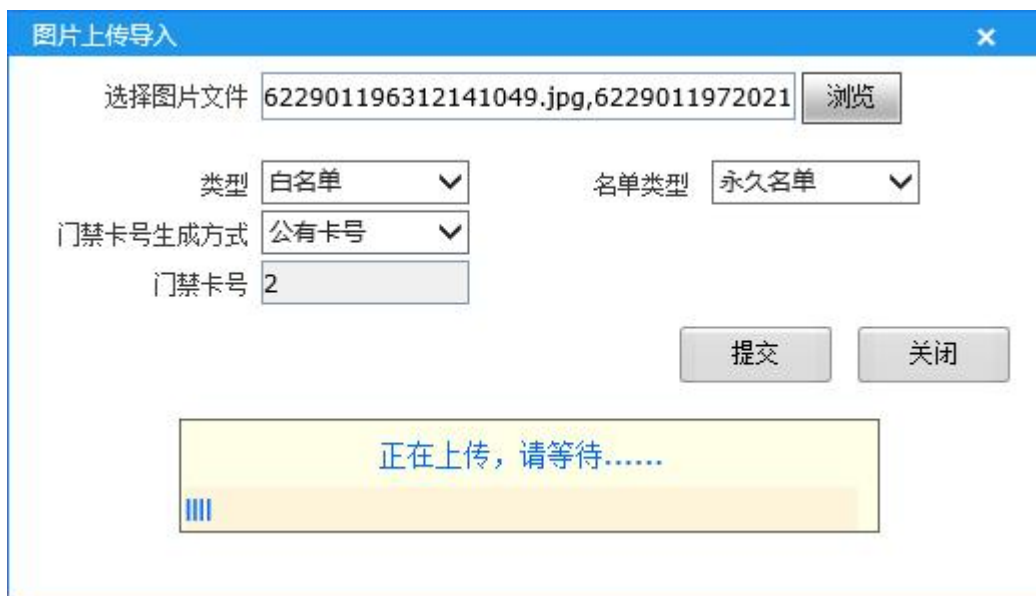 图片上传导入 ×
选择图片文件 622901196312141049.jpg,6229011972021 浏览
类型 白名单 名单类型 永久名单
门禁卡号生成方式 公有卡号
门禁卡号 2
提交 关闭
正在上传，请等待......